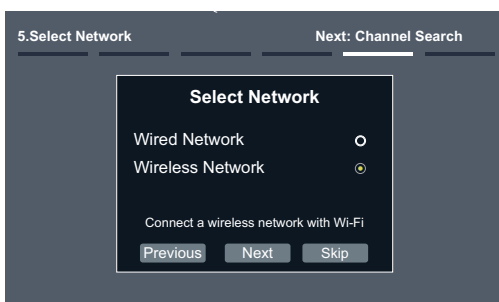 5.Select Network
Next: Channel Search
Select Network
Wired Network
Wireless Network
Connect a wireless network with Wi-Fi
Previous
Next
Skip